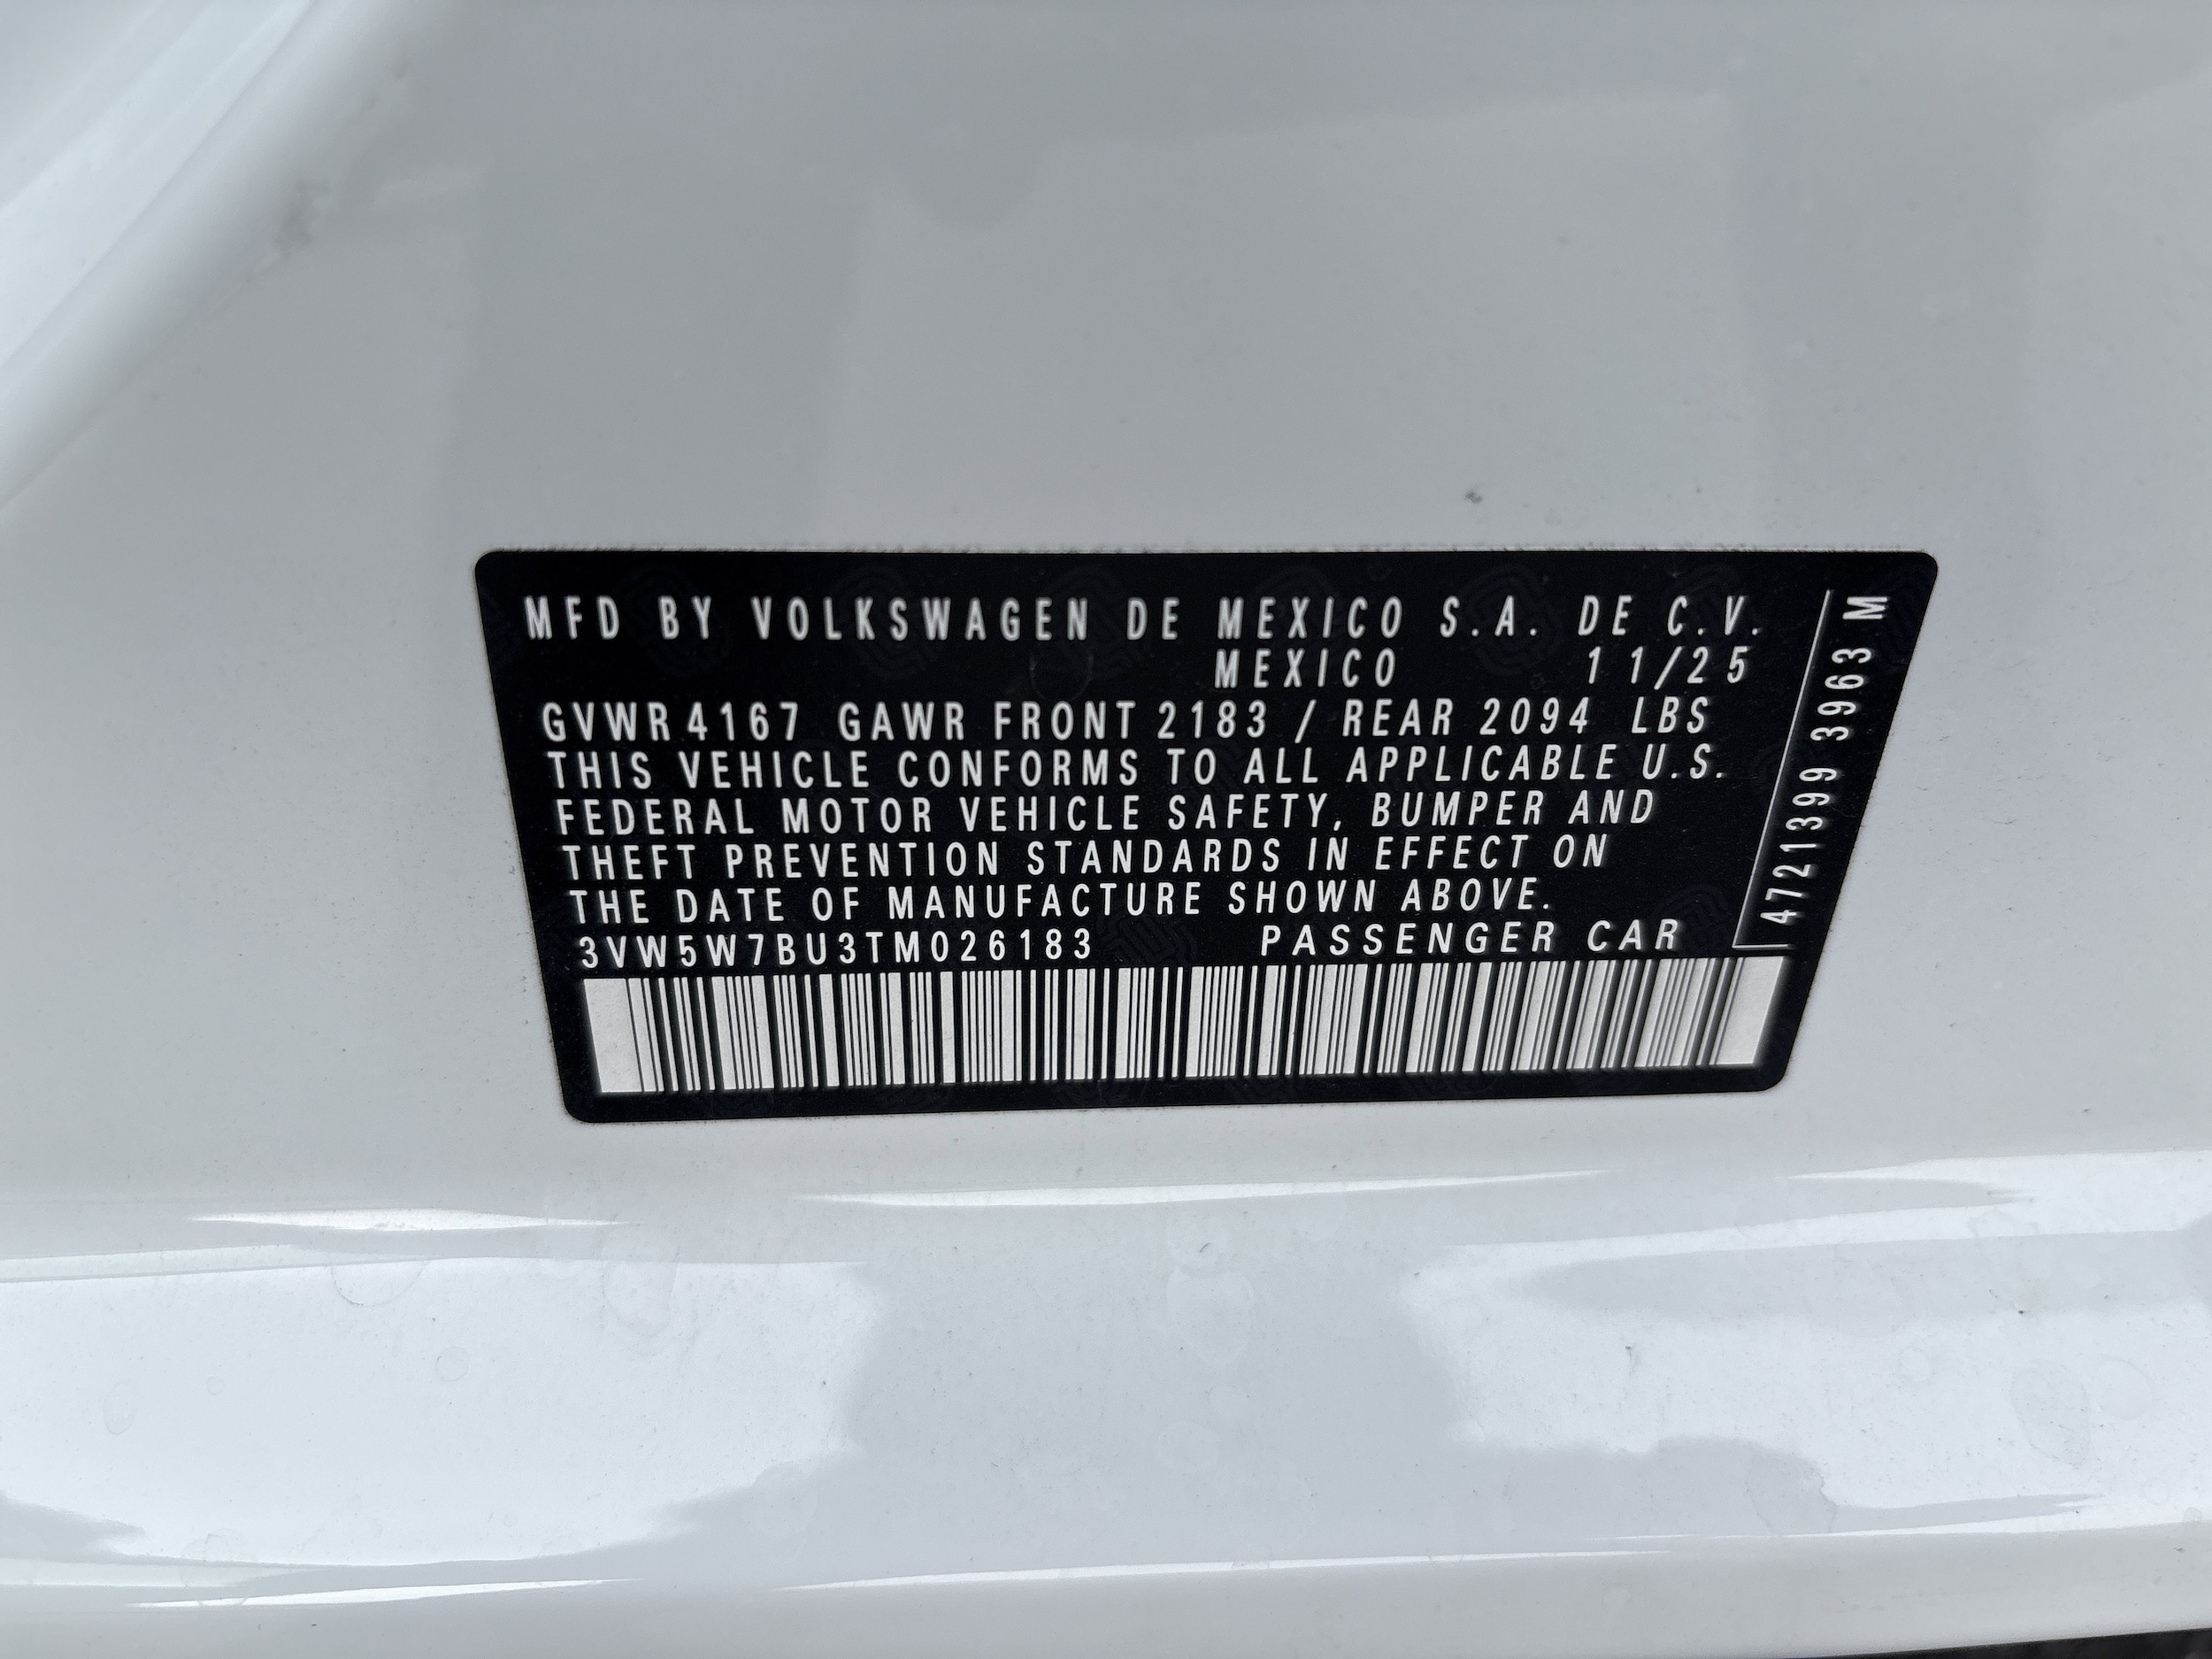 MFD BY VOLKSWAGEN DE MEXICO S.A. DE C.V.
MEXICO 11/25
GVWR 4167 GAWR FRONT 2183 / REAR 2094 LBS
THIS VEHICLE CONFORMS TO ALL APPLICABLE U.S.
FEDERAL MOTOR VEHICLE SAFETY, BUMPER AND
THEFT PREVENTION STANDARDS IN EFFECT ON
THE DATE OF MANUFACTURE SHOWN ABOVE.
3VW5W7BU3TM026183 PASSENGER CAR
4721399 3963 M